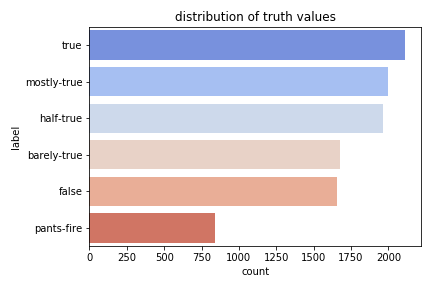 distribution of truth values
true
mostly-true
half-true
barely-true
false
pants-fire
label
0 250 500 750 1000 1250 1500 1750 2000
count